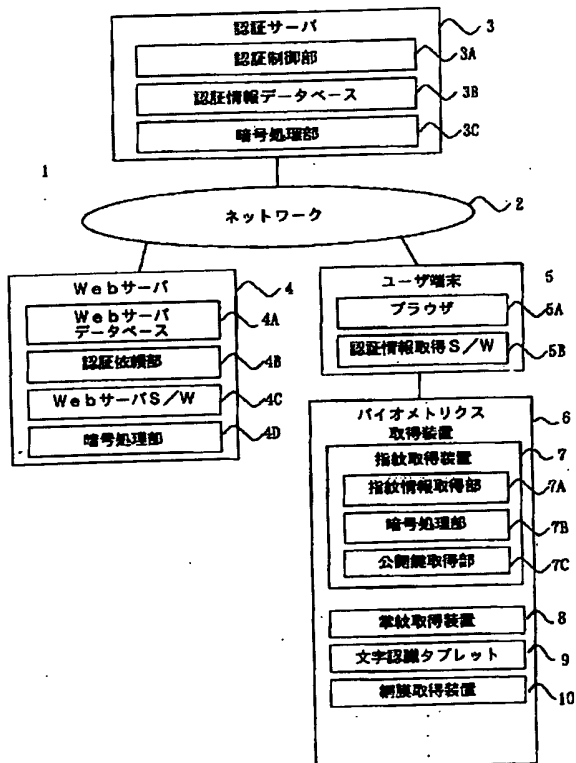 認証サーバ
3
認証制御部
3A
認証情報データベース
3B
暗号処理部
3C
1
ネットワーク
2
Webサーバ
4
Webサーバ
データベース
4A
認証依頼部
4B
WebサーバS/W
4C
暗号処理部
4D
ユーザ端末
5
ブラウザ
5A
認証情報取得S/W
5B
バイオメトリクス
取得装置
6
指紋取得装置
7
指紋情報取得部
7A
暗号処理部
7B
公開鍵取得部
7C
掌紋取得装置
8
文字認識タブレット
9
網膜取得装置
10